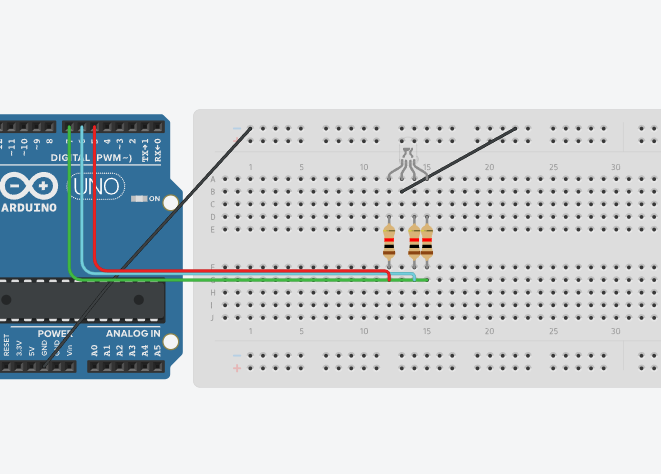 ~11
~10
~9
8
7
4
~3
2
TX→1
RX←0
DIGITAL (PWM~)
UNO
ARDUINO
ON
POWER
ANALOG IN
RESET
3.3V
5V
GND
GND
Vin
A0
A1
A2
A3
A4
A5
1 5 10 15 20 25 30
A
B
C
D
E
F
H
I
J
1 5 10 15 20 25 30